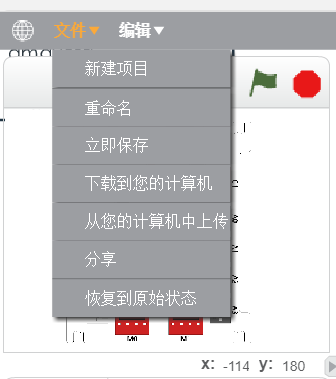 文件▼ 编辑▼
新建项目
重命名
立即保存
下载到您的计算机
从您的计算机中上传
分享
恢复到原始状态
M0 M
x: -114 y: 180